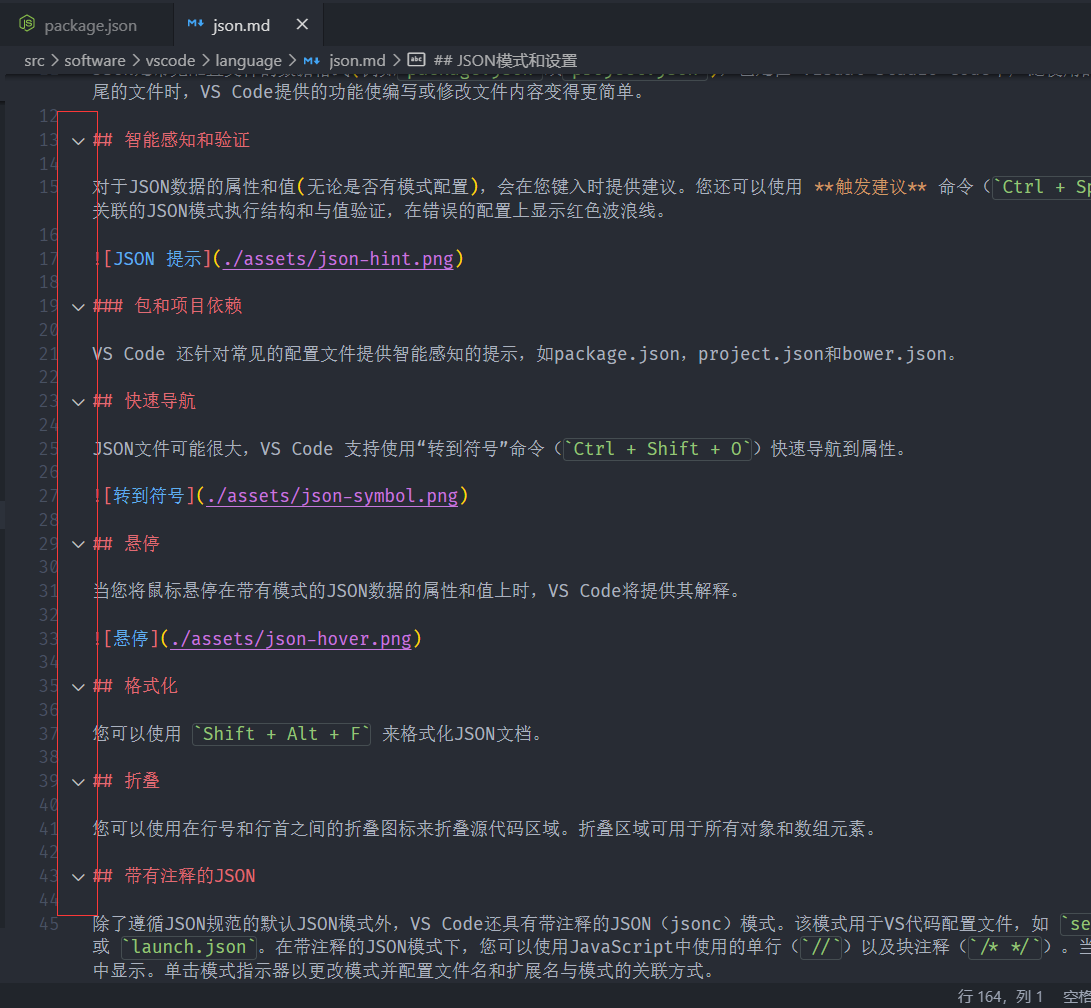 package.json
json.md
src > software > vscode > language > json.md > ## JSON模式和设置
尾的文件时，VS Code提供的功能使编写或修改文件内容变得更简单。
12
13 ## 智能感知和验证
14
15 对于JSON数据的属性和值(无论是否有模式配置)，会在您键入时提供建议。您还可以使用 **触发建议** 命令（`Ctrl + Sp
关联的JSON模式执行结构和与值验证，在错误的配置上显示红色波浪线。
16
17 ![JSON 提示](./assets/json-hint.png)
18
19 ### 包和项目依赖
20
21 VS Code 还针对常见的配置文件提供智能感知的提示，如package.json，project.json和bower.json。
22
23 ## 快速导航
24
25 JSON文件可能很大，VS Code 支持使用“转到符号”命令（`Ctrl + Shift + O`）快速导航到属性。
26
27 ![转到符号](./assets/json-symbol.png)
28
29 ## 悬停
30
31 当您将鼠标悬停在带有模式的JSON数据的属性和值上时，VS Code将提供其解释。
32
33 ![悬停](./assets/json-hover.png)
34
35 ## 格式化
36
37 您可以使用 `Shift + Alt + F` 来格式化JSON文档。
38
39 ## 折叠
40
41 您可以使用在行号和行首之间的折叠图标来折叠源代码区域。折叠区域可用于所有对象和数组元素。
42
43 ## 带有注释的JSON
44
45 除了遵循JSON规范的默认JSON模式外，VS Code还具有带注释的JSON（jsonc）模式。该模式用于VS代码配置文件，如 `se
或 `launch.json`。在带注释的JSON模式下，您可以使用JavaScript中使用的单行（`//`）以及块注释（`/* */`）。当
中显示。单击模式指示器以更改模式并配置文件名和扩展名与模式的关联方式。
行 164，列 1 空格